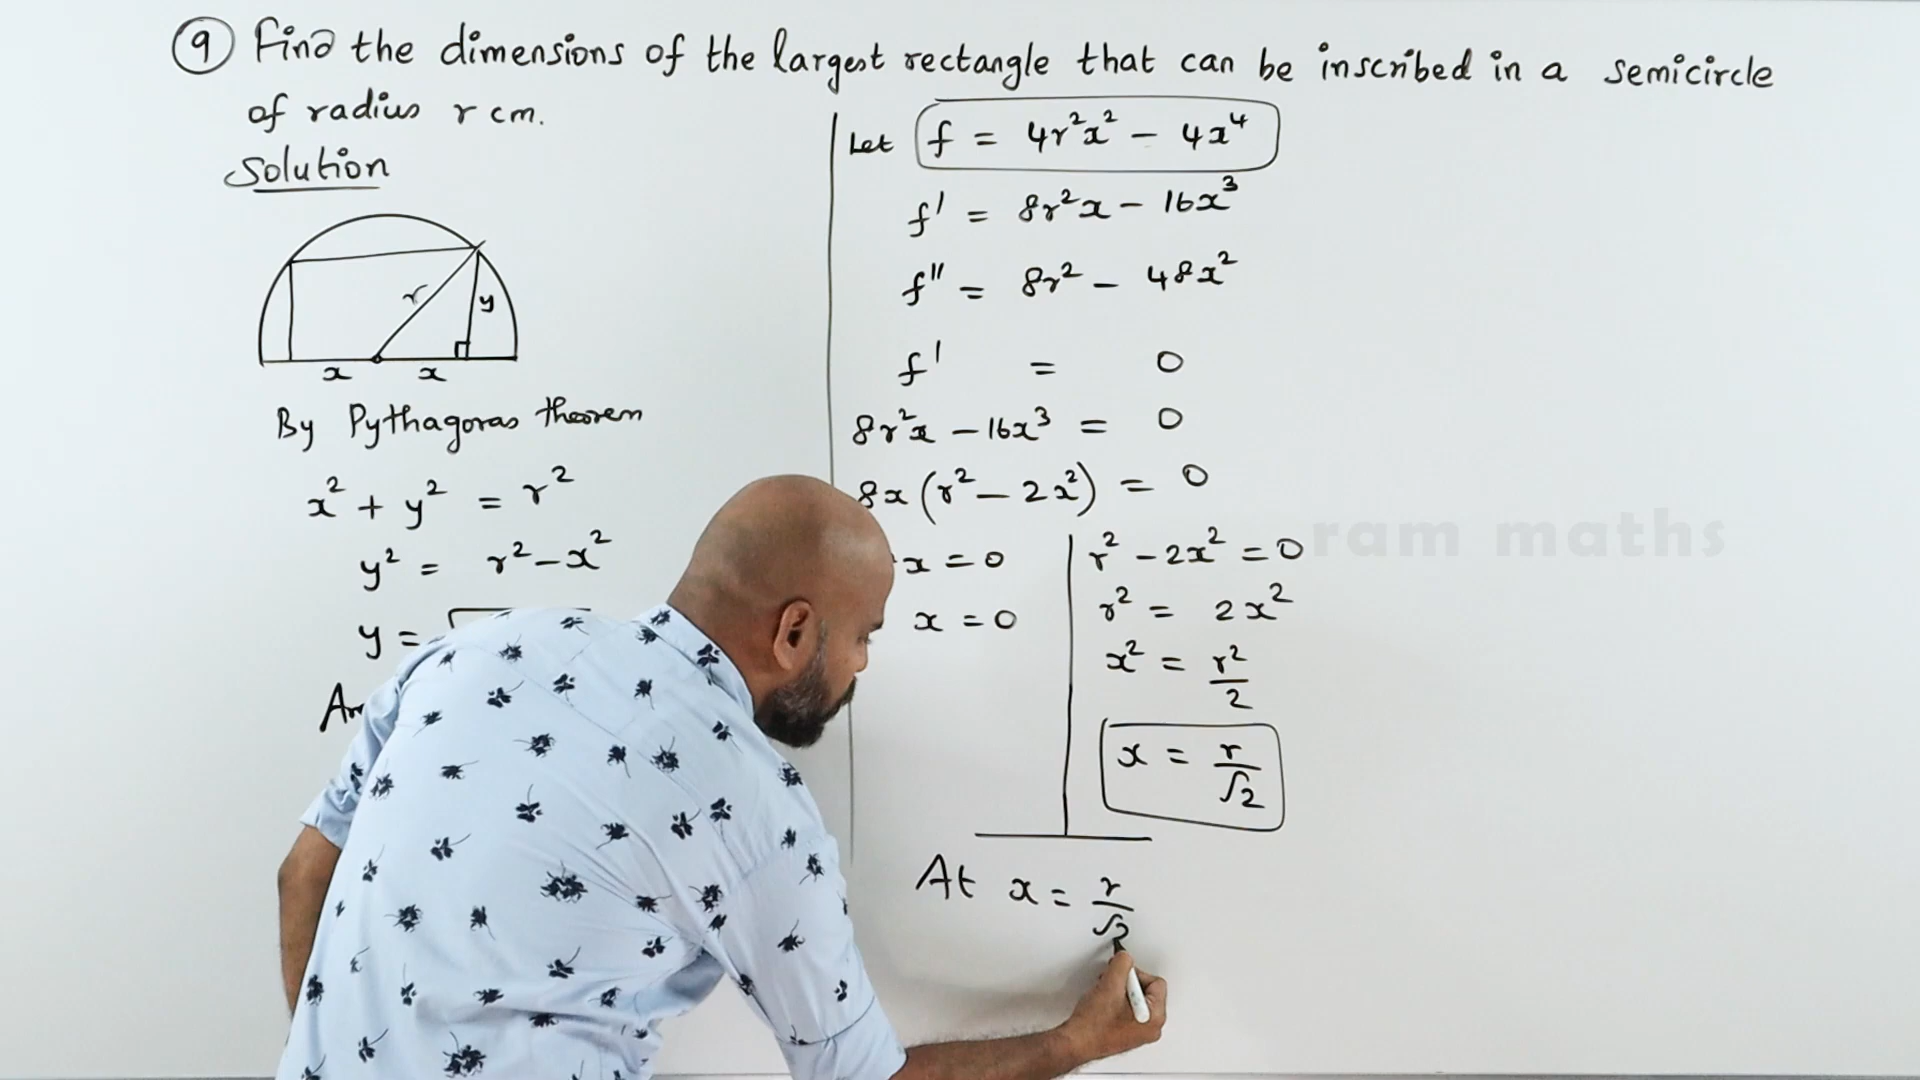 9 Find the dimensions of the largest rectangle that can be inscribed in a semicircle
of radius r cm.
Solution
r
y
x x
By Pythagoras theorem
x² + y² = r²
y² = r² - x²
y =
Let f = 4r²x² - 4x⁴
f' = 8r²x - 16x³
f'' = 8r² - 48x²
f' = 0
8r²x - 16x³ = 0
8x (r² - 2x²) = 0
x = 0
x = 0
r² - 2x² = 0
r² = 2x²
x² = r²/2
x = r/√2
At x = r/√2
ram maths